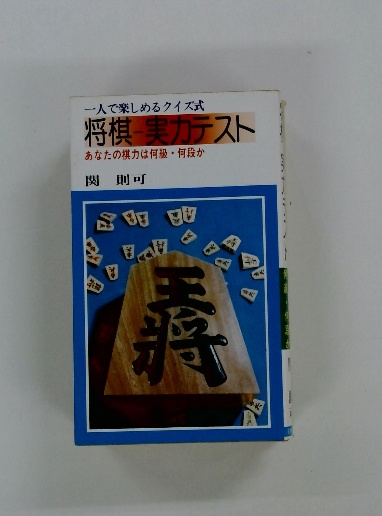 一人で楽しめるクイズ式
将棋-実力テスト
あなたの棋力は何級・何段か
関 則可
王將